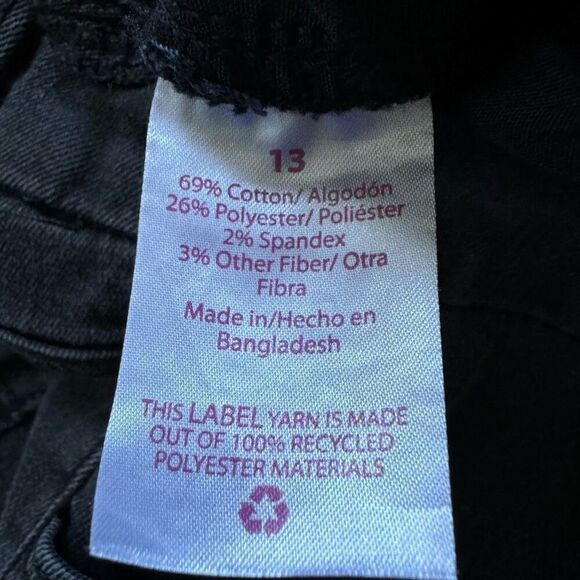 13
69% Cotton/ Algodón
26% Polyester/ Poliéster
2% Spandex
3% Other Fiber/ Otra
Fibra
Made in/Hecho en
Bangladesh
THIS LABEL YARN IS MADE
OUT OF 100% RECYCLED
POLYESTER MATERIALS